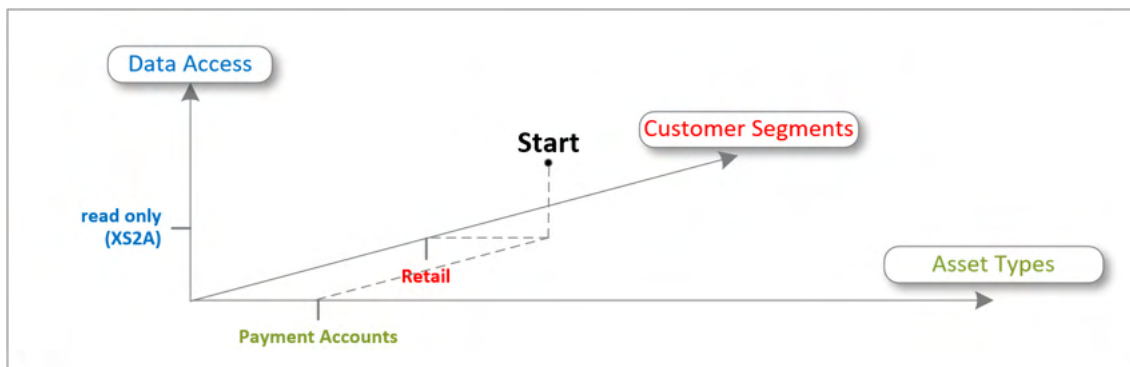 Data Access
Customer Segments
Start
read only
(XS2A)
Retail
Asset Types
Payment Accounts